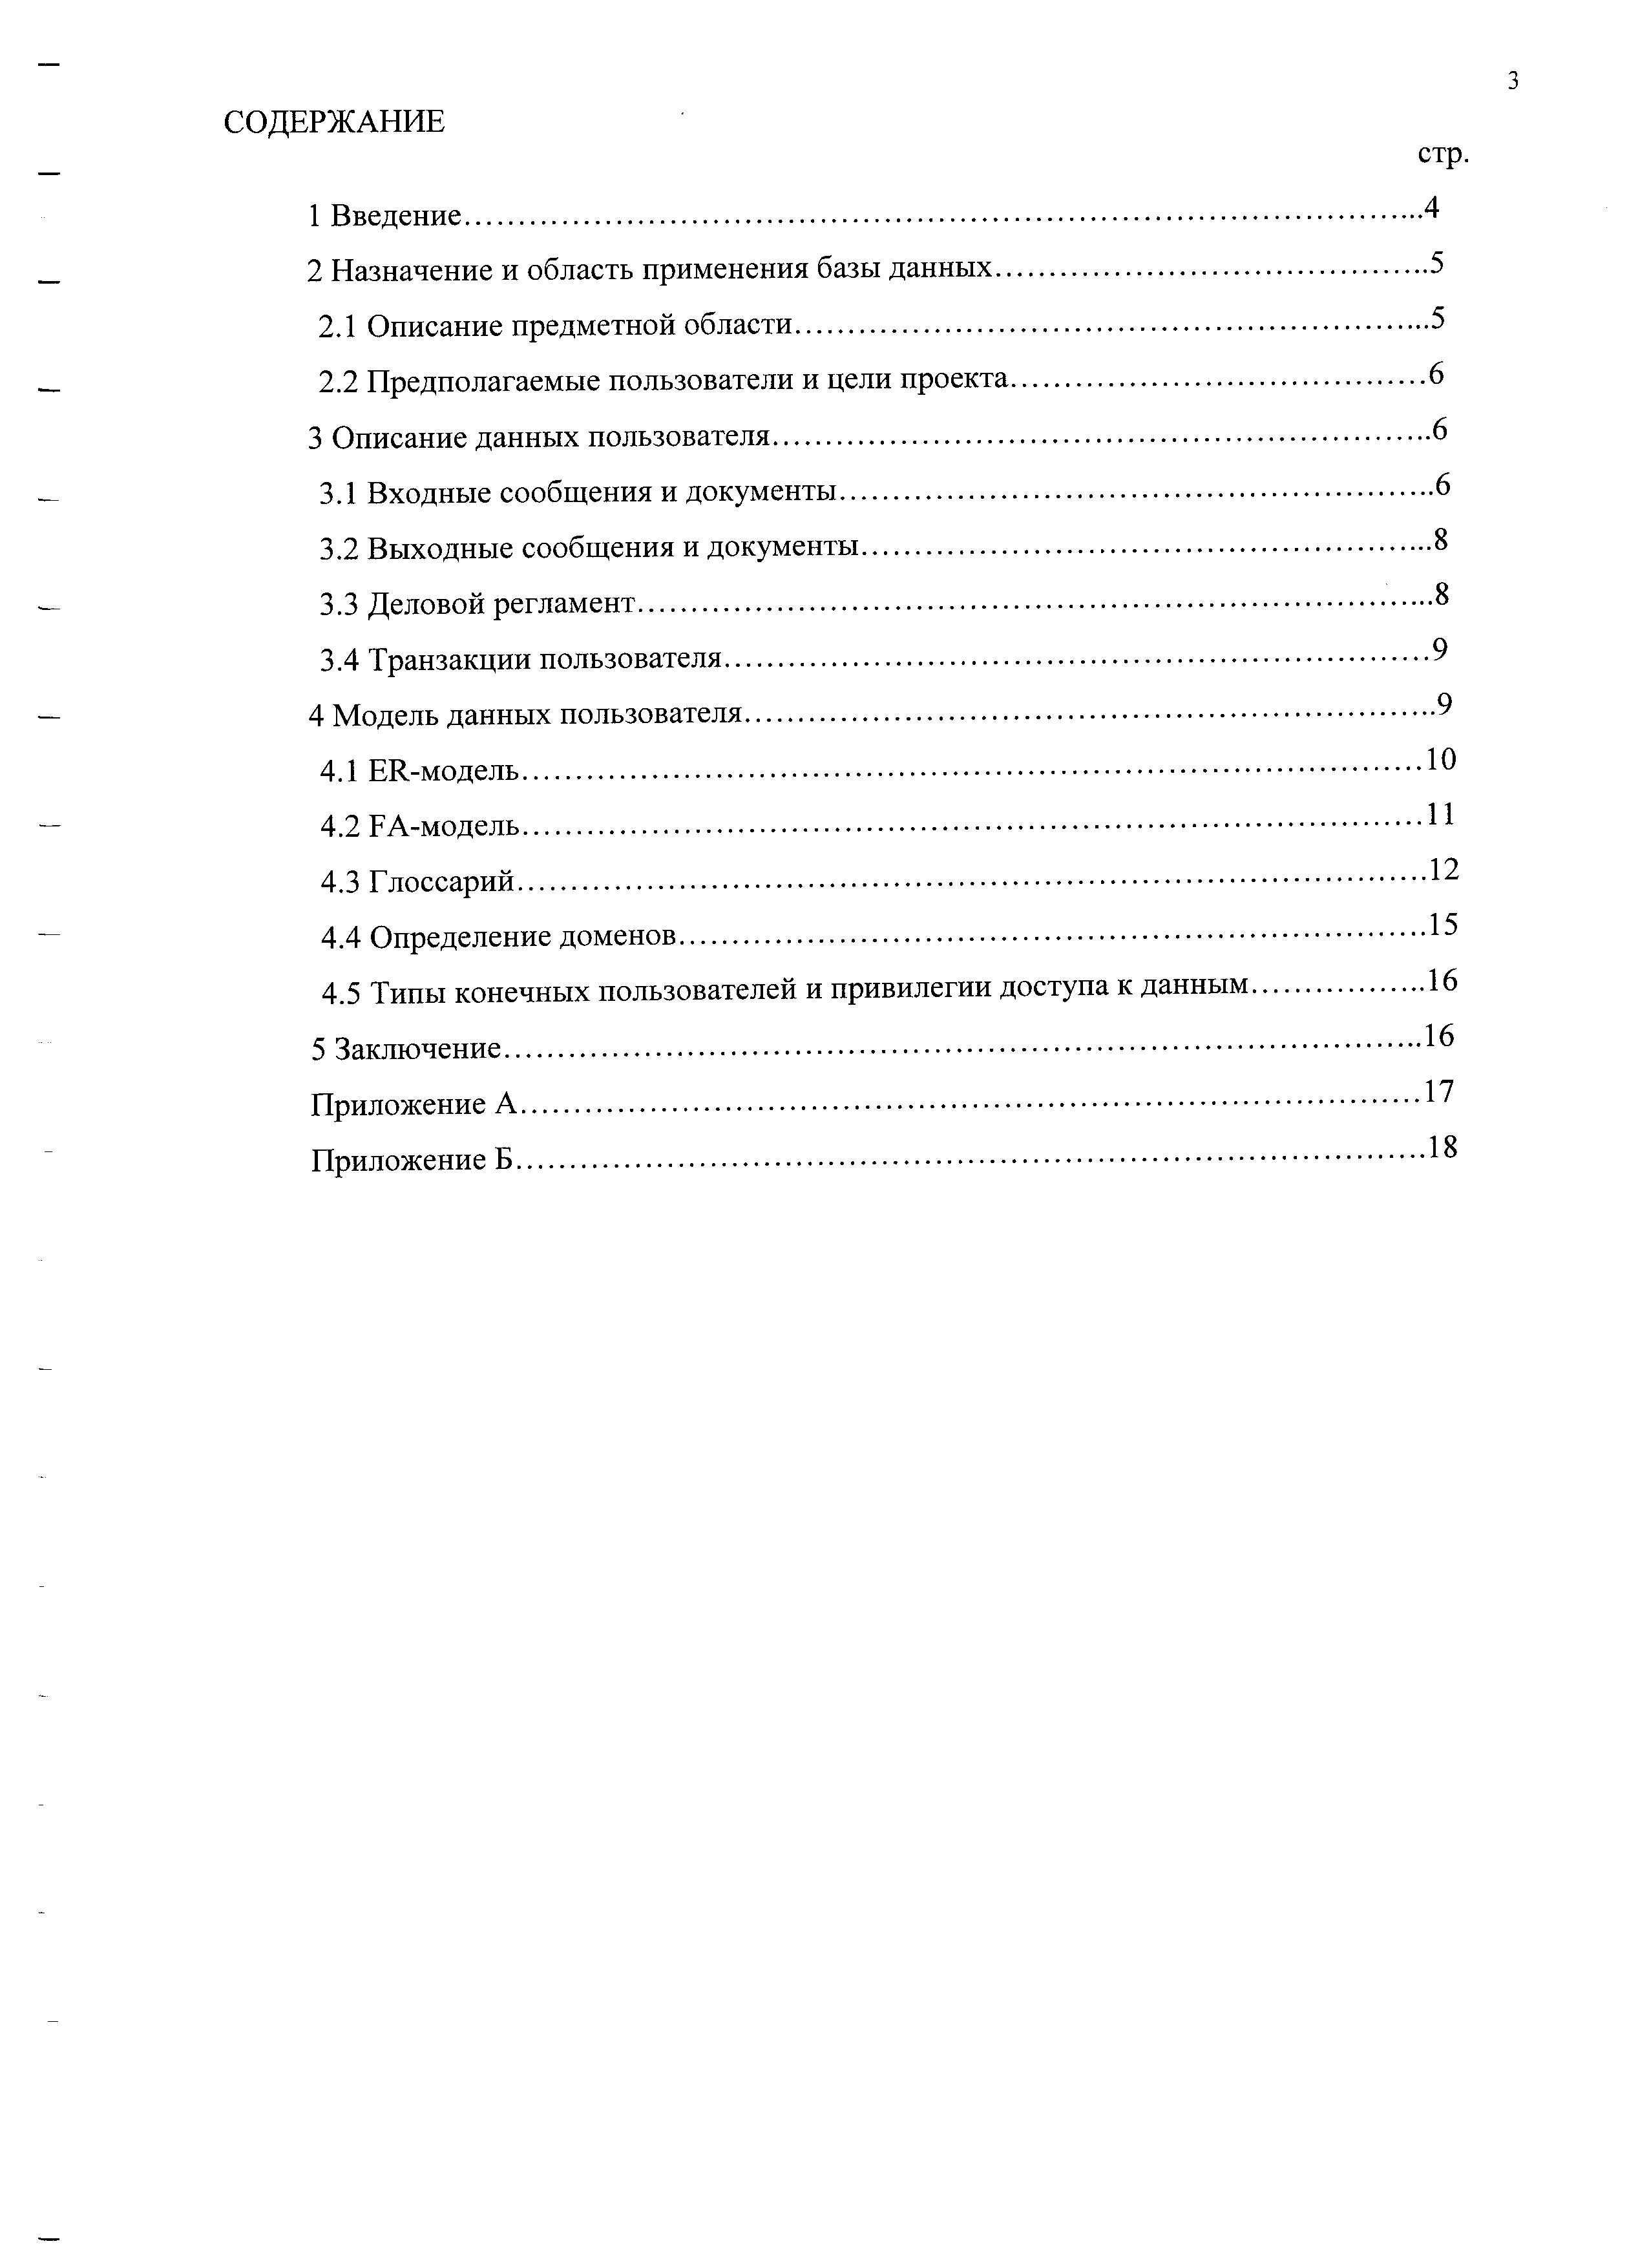 3
СОДЕРЖАНИЕ
стр.
1 Введение.......................................................................................................4
2 Назначение и область применения базы данных...............................................5
2.1 Описание предметной области.....................................................................5
2.2 Предполагаемые пользователи и цели проекта.............................................6
3 Описание данных пользователя.......................................................................6
3.1 Входные сообщения и документы................................................................6
3.2 Выходные сообщения и документы..............................................................8
3.3 Деловой регламент......................................................................................8
3.4 Транзакции пользователя............................................................................9
4 Модель данных пользователя..........................................................................9
4.1 ER-модель.................................................................................................10
4.2 FA-модель.................................................................................................11
4.3 Глоссарий..................................................................................................12
4.4 Определение доменов................................................................................15
4.5 Типы конечных пользователей и привилегии доступа к данным..................16
5 Заключение...................................................................................................16
Приложение А.................................................................................................17
Приложение Б.................................................................................................18